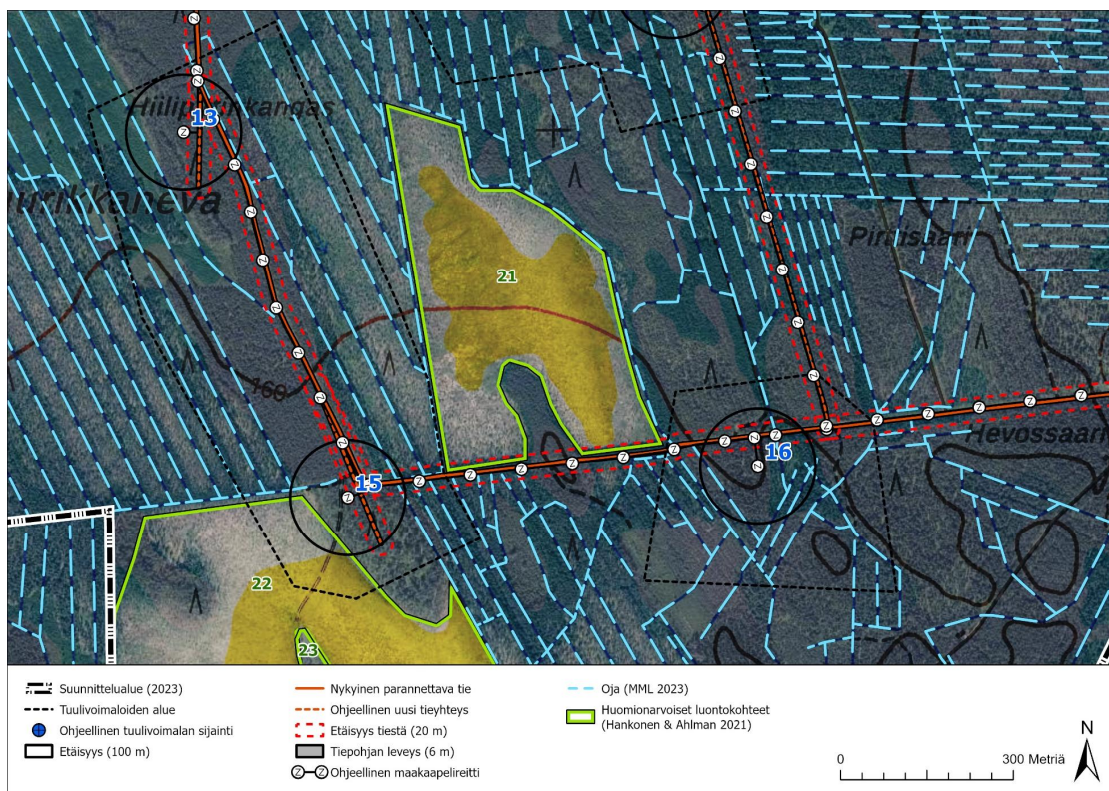 13
urikkaneva
21
160
15
16
Hevossaari
22
23
Suunnittelualue (2023)
Tuulivoimaloiden alue
Ohjeellinen tuulivoimalan sijainti
Etäisyys (100 m)
Nykyinen parannettava tie
Ohjeellinen uusi tieyhteys
Etäisyys tiestä (20 m)
Tiepohjan leveys (6 m)
Z Z Ohjeellinen maakaapelireitti
Oja (MML 2023)
Huomionarvoiset luontokohteet
(Hankonen & Ahlman 2021)
0 300 Metriä
N